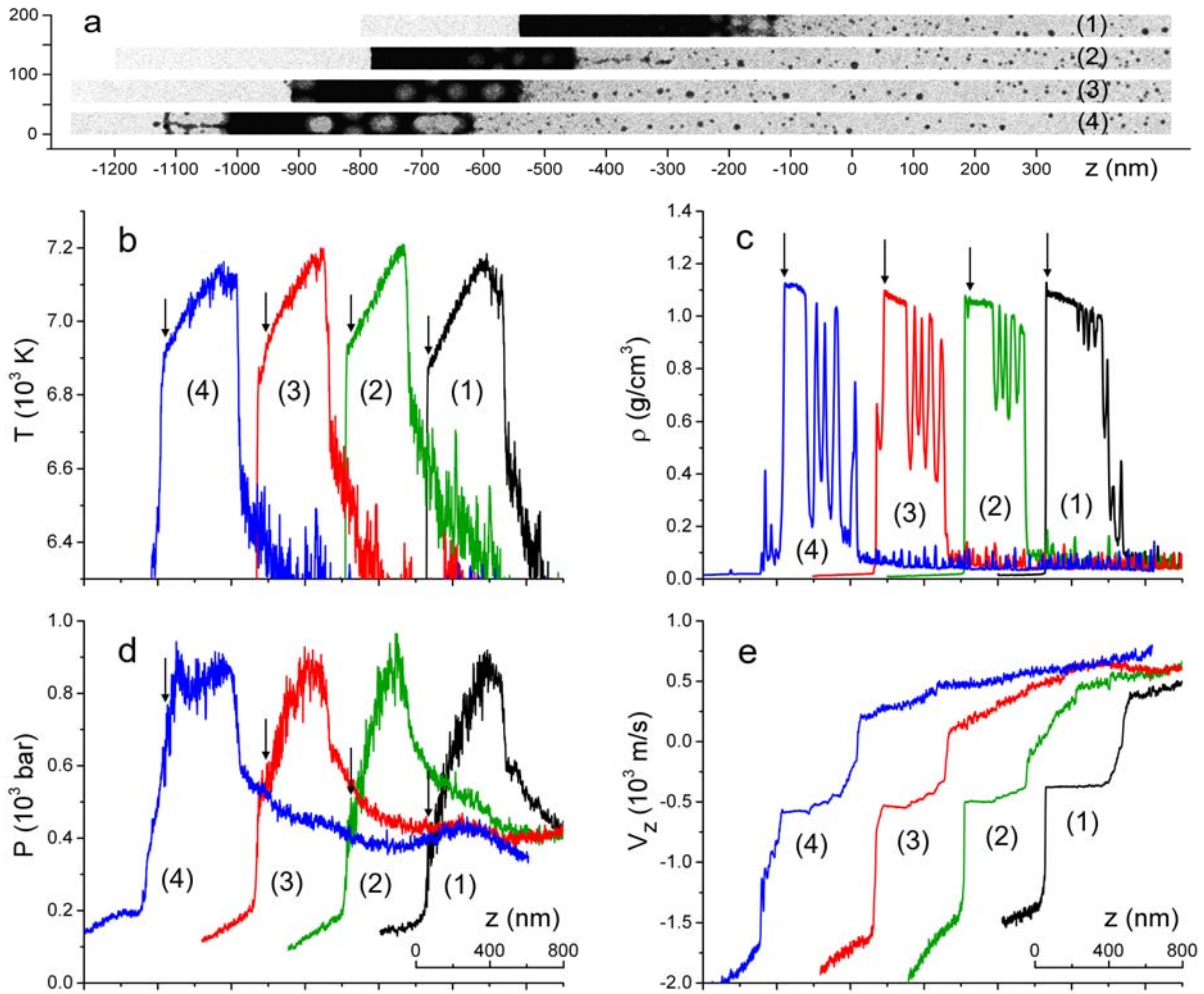 a
200
100
0
(1)
(2)
(3)
(4)
-1200 -1100 -1000 -900 -800 -700 -600 -500 -400 -300 -200 -100 0 100 200 300 z (nm)
b
T (10³ K)
7.2
7.0
6.8
6.6
6.4
(4) (3) (2) (1)
c
ρ (g/cm³)
1.4
1.2
1.0
0.8
0.6
0.4
0.2
0.0
(4) (3) (2) (1)
d
P (10³ bar)
1.0
0.8
0.6
0.4
0.2
0.0
(4) (3) (2) (1)
z (nm)
0 400 800
e
V_z (10³ m/s)
1.0
0.5
0.0
-0.5
-1.0
-1.5
-2.0
(4) (3) (2) (1)
z (nm)
0 400 800